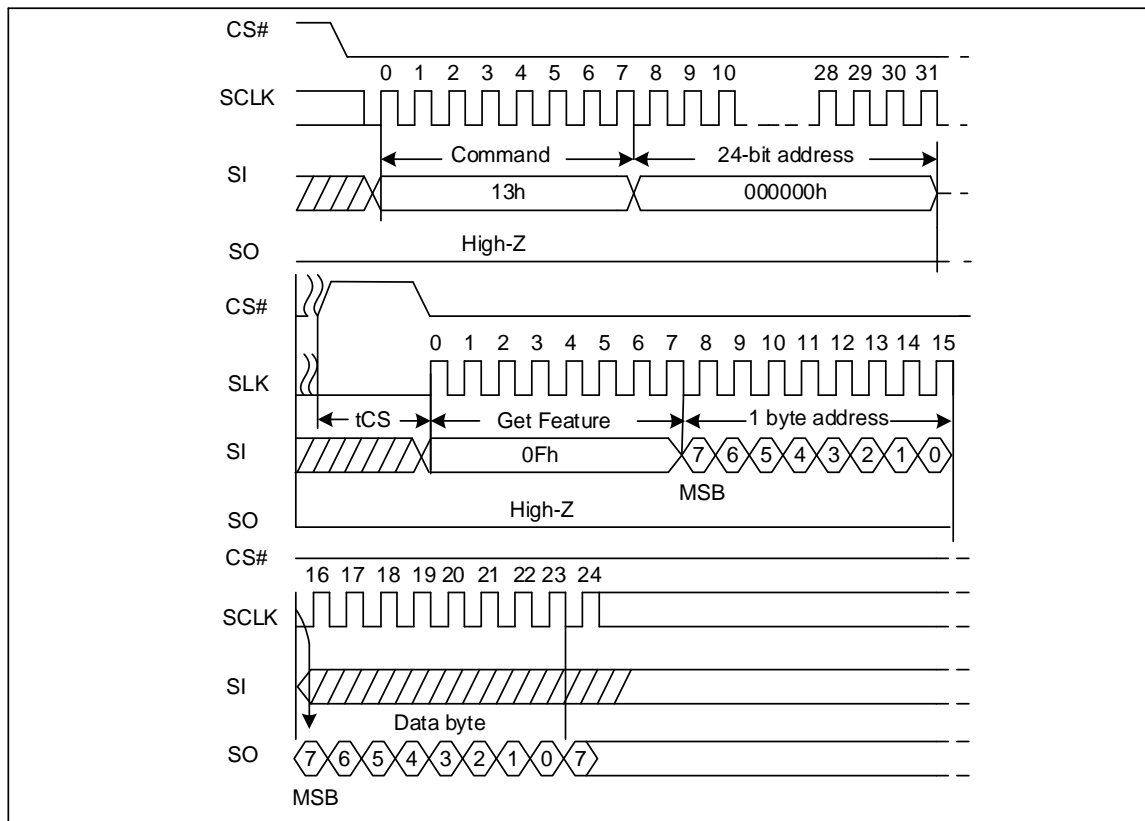 CS#
0 1 2 3 4 5 6 7 8 9 10 28 29 30 31
SCLK
Command 24-bit address
SI
13h 000000h
High-Z
SO
CS#
0 1 2 3 4 5 6 7 8 9 10 11 12 13 14 15
SLK
tCS Get Feature 1 byte address
SI
0Fh 7 6 5 4 3 2 1 0
MSB
High-Z
SO
CS#
16 17 18 19 20 21 22 23 24
SCLK
SI
Data byte
SO
7 6 5 4 3 2 1 0 7
MSB